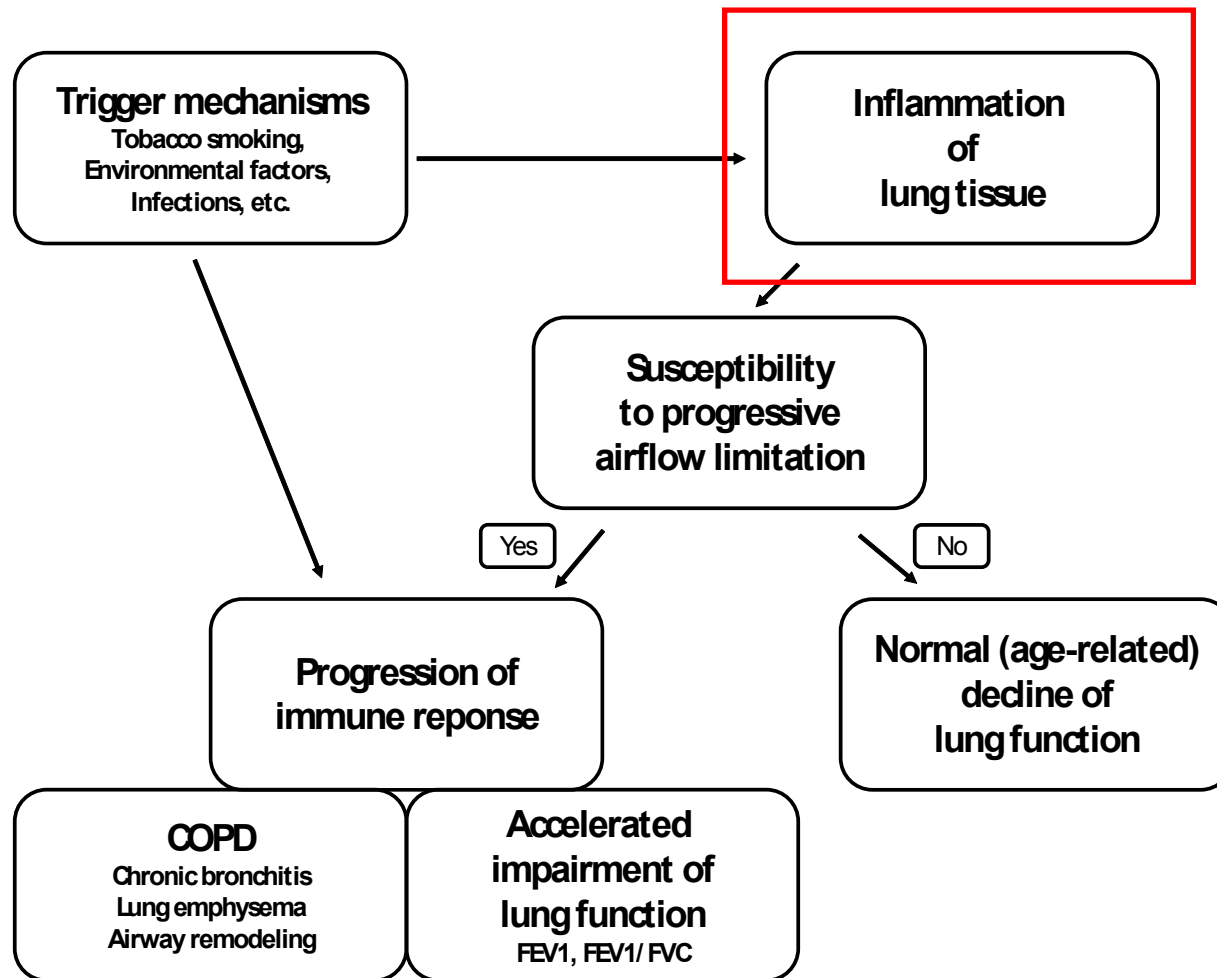 Trigger mechanisms
Tobacco smoking,
Environmental factors,
Infections, etc.
Inflammation
of
lung tissue
Susceptibility
to progressive
airflow limitation
Yes
No
Progression of
immune reponse
Normal (age-related)
decline of
lung function
COPD
Chronic bronchitis
Lung emphysema
Airway remodeling
Accelerated
impairment of
lung function
FEV1, FEV1/ FVC